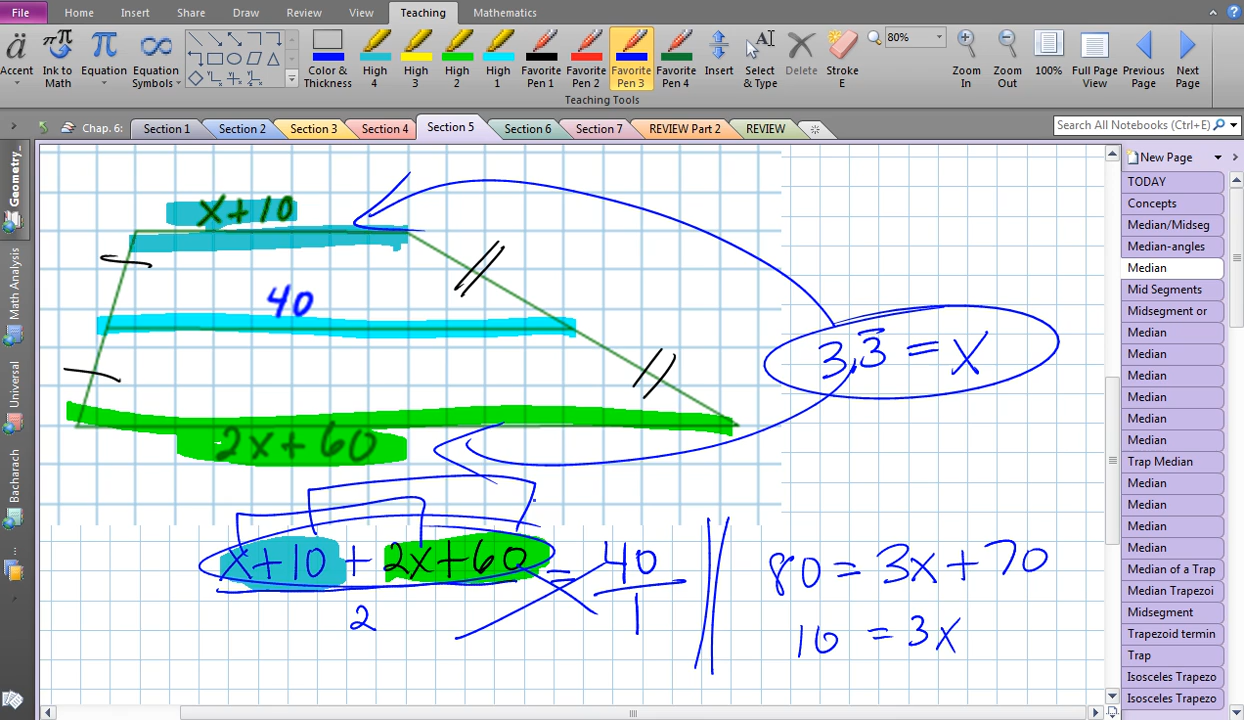 File Home Insert Share Draw Review View Teaching Mathematics
Accent Ink to Math Equation Equation Symbols Color & Thickness High 4 High 3 High 2 High 1 Favorite Pen 1 Favorite Pen 2 Favorite Pen 3 Favorite Pen 4 Insert Select & Type Delete Stroke E 80% Zoom In Zoom Out 100% Full Page View Previous Page Next Page
Teaching Tools
Chap. 6: Section 1 Section 2 Section 3 Section 4 Section 5 Section 6 Section 7 REVIEW Part 2 REVIEW Search All Notebooks (Ctrl+E)
Geometry_
Math Analysis
Universal
Bacharach
x+10
40
3.3̅ = x
2x+60
x+10 + 2x+60 = 40
2 1
80 = 3x+70
10 = 3x
New Page
TODAY
Concepts
Median/Midseg
Median-angles
Median
Mid Segments
Midsegment or
Median
Median
Median
Median
Median
Median
Trap Median
Median
Median
Median
Median
Median of a Trap
Median Trapezoi
Midsegment
Trapezoid termin
Trap
Isosceles Trapezo
Isosceles Trapezo